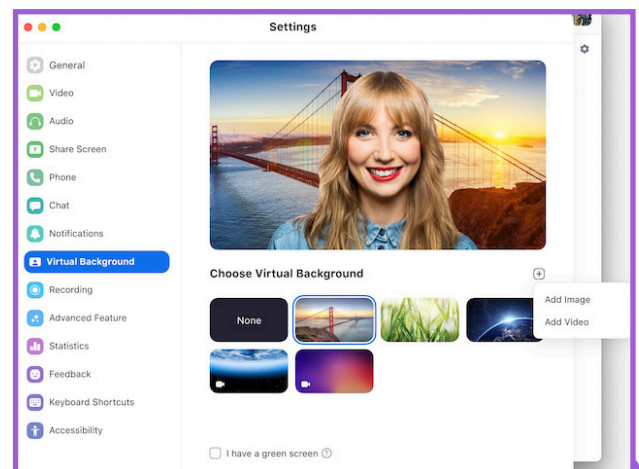 Settings
General
Video
Audio
Share Screen
Phone
Chat
Notifications
Virtual Background
Recording
Advanced Feature
Statistics
Feedback
Keyboard Shortcuts
Accessibility
Choose Virtual Background
Add Image
Add Video
None
I have a green screen